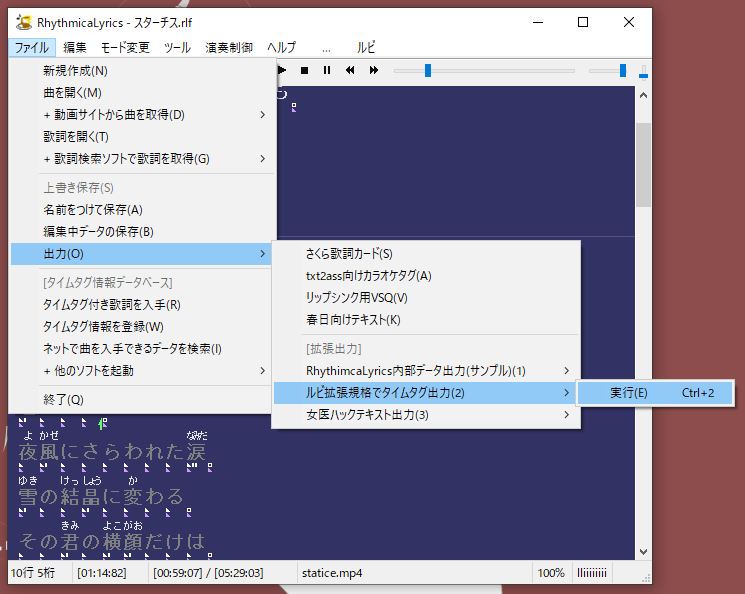 RhythmicaLyrics - スターチス.rlf
ファイル 編集 モード変更 ツール 演奏制御 ヘルプ ... ルビ
新規作成(N)
曲を開く(M)
+ 動画サイトから曲を取得(D)
歌詞を開く(T)
+ 歌詞検索ソフトで歌詞を取得(G)
上書き保存(S)
名前をつけて保存(A)
編集中データの保存(B)
出力(O)
[タイムタグ情報データベース]
タイムタグ付き歌詞を入手(R)
タイムタグ情報を登録(W)
ネットで曲を入手できるデータを検索(I)
+ 他のソフトを起動
終了(Q)
さくら歌詞カード(S)
txt2ass向けカラオケタグ(A)
リップシンク用VSQ(V)
春日向けテキスト(K)
[拡張出力]
RhythimcaLyrics内部データ出力(サンプル)(1)
ルビ拡張規格でタイムタグ出力(2)
女医ハックテキスト出力(3)
実行(E) Ctrl+2
よ かぜ なみだ
夜風にさらわれた涙
ゆき けっしょう か
雪の結晶に変わる
きみ よこがお
その君の横顔だけは
10行 5桁 [01:14:82] [00:59:07] / [05:29:03] statice.mp4 100% lliiiiiiii